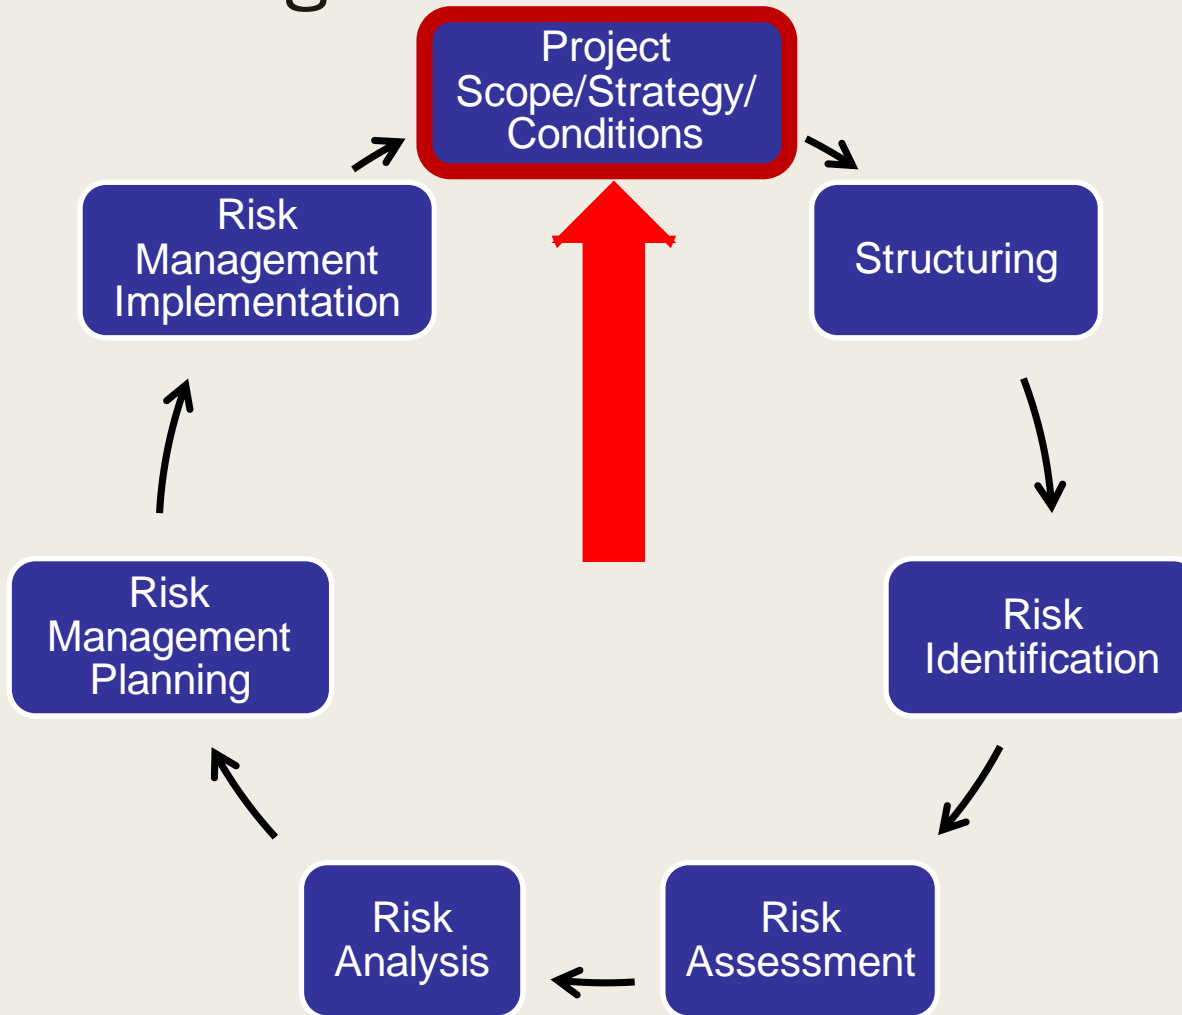 Project
Scope/Strategy/
Conditions
Structuring
Risk
Identification
Risk
Assessment
Risk
Analysis
Risk
Management
Planning
Risk
Management
Implementation